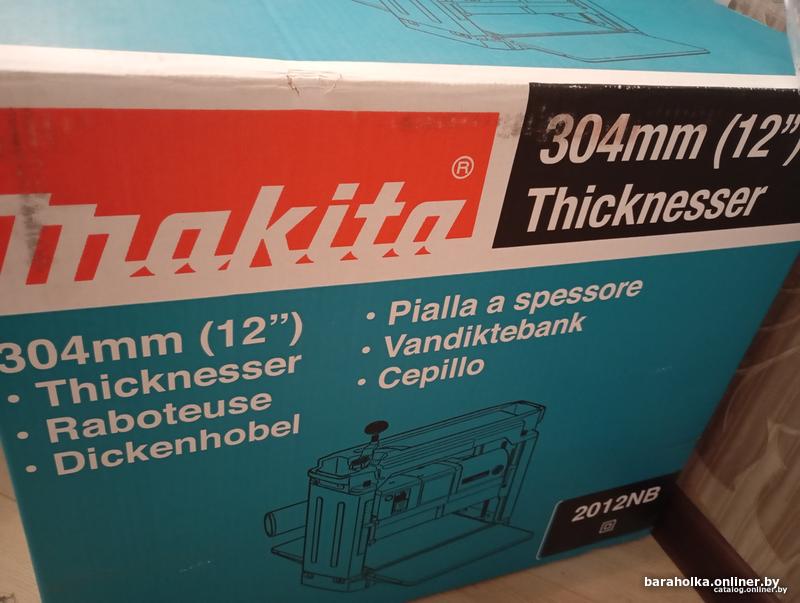 makita®
304mm (12”)
Thicknesser
304mm (12”)
• Thicknesser
• Raboteuse
• Dickenhobel
• Pialla a spessore
• Vandiktebank
• Cepillo
2012NB
baraholka.onliner.by
catalog.onliner.by